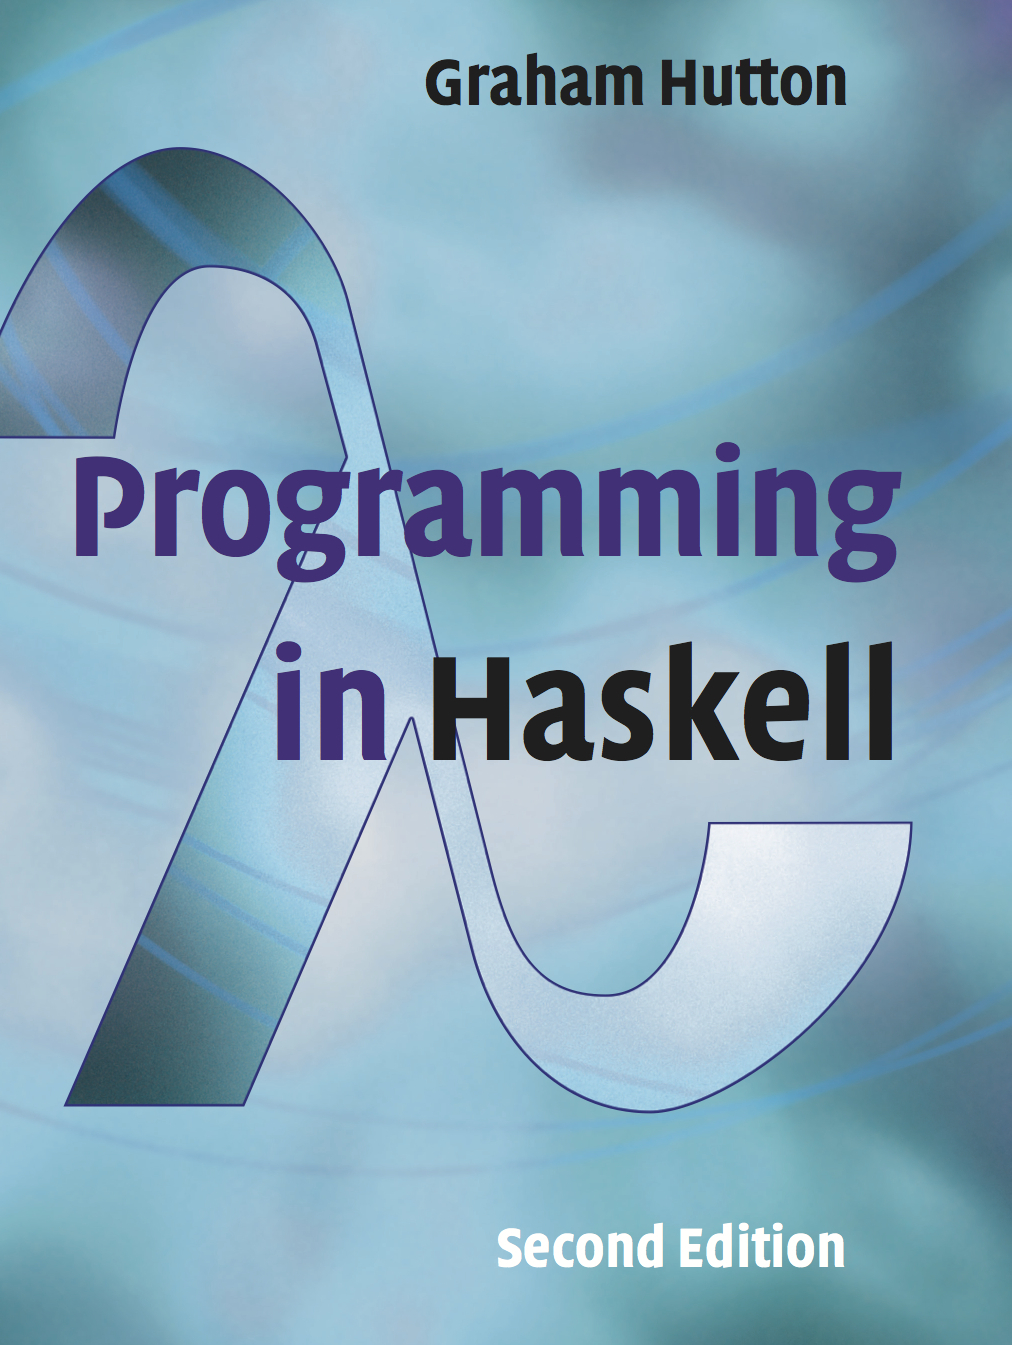 Graham Hutton
Programming
in Haskell
Second Edition